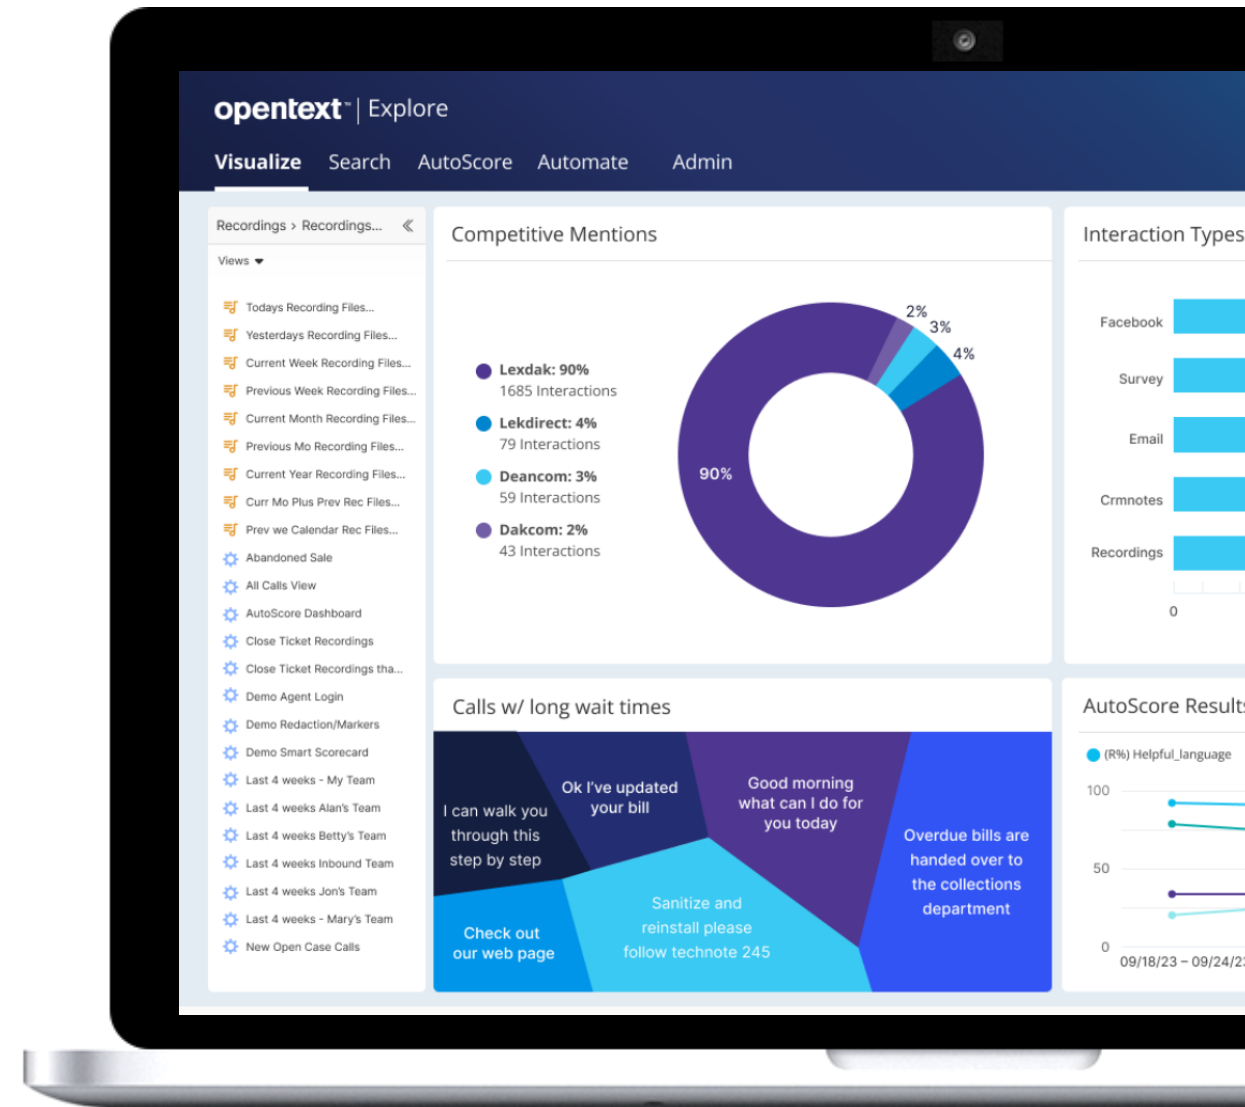 opentext™ | Explore
Visualize Search AutoScore Automate Admin
Recordings > Recordings...
Views
Todays Recording Files...
Yesterdays Recording Files...
Current Week Recording Files...
Previous Week Recording Files...
Current Month Recording Files...
Previous Mo Recording Files...
Current Year Recording Files...
Curr Mo Plus Prev Rec Files...
Prev we Calendar Rec Files...
Abandoned Sale
All Calls View
AutoScore Dashboard
Close Ticket Recordings
Close Ticket Recordings tha...
Demo Agent Login
Demo Redaction/Markers
Demo Smart Scorecard
Last 4 weeks - My Team
Last 4 weeks Alan's Team
Last 4 weeks Betty's Team
Last 4 weeks Inbound Team
Last 4 weeks Jon's Team
Last 4 weeks - Mary's Team
New Open Case Calls
Competitive Mentions
Lexdak: 90%
1685 Interactions
Lekdirect: 4%
79 Interactions
Deancom: 3%
59 Interactions
Dakcom: 2%
43 Interactions
2%
3%
4%
90%
Interaction Types
Facebook
Survey
Email
Crmnotes
Recordings
0
Calls w/ long wait times
I can walk you
through this
step by step
Ok I've updated
your bill
Good morning
what can I do for
you today
Overdue bills are
handed over to
the collections
department
Check out
our web page
Sanitize and
reinstall please
follow technote 245
AutoScore Results
(R%) Helpful_language
100
50
0
09/18/23 – 09/24/23